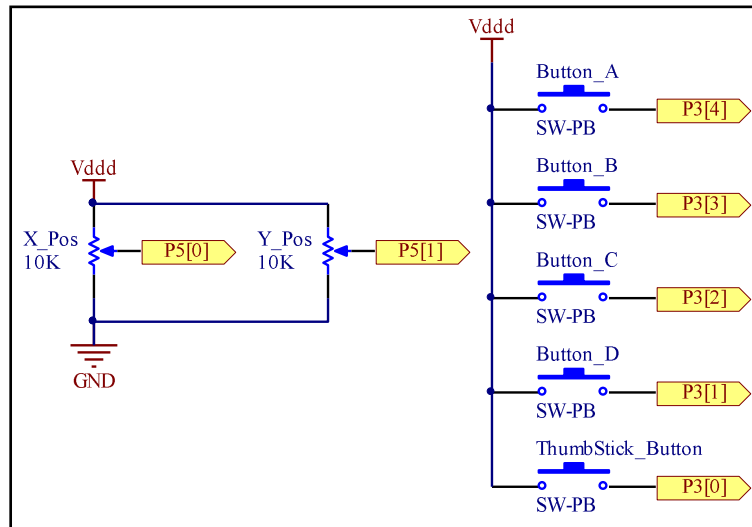 Vddd
X_Pos
10K
P5[0]
Y_Pos
10K
P5[1]
GND
Vddd
Button_A
SW-PB
P3[4]
Button_B
SW-PB
P3[3]
Button_C
SW-PB
P3[2]
Button_D
SW-PB
P3[1]
ThumbStick_Button
SW-PB
P3[0]